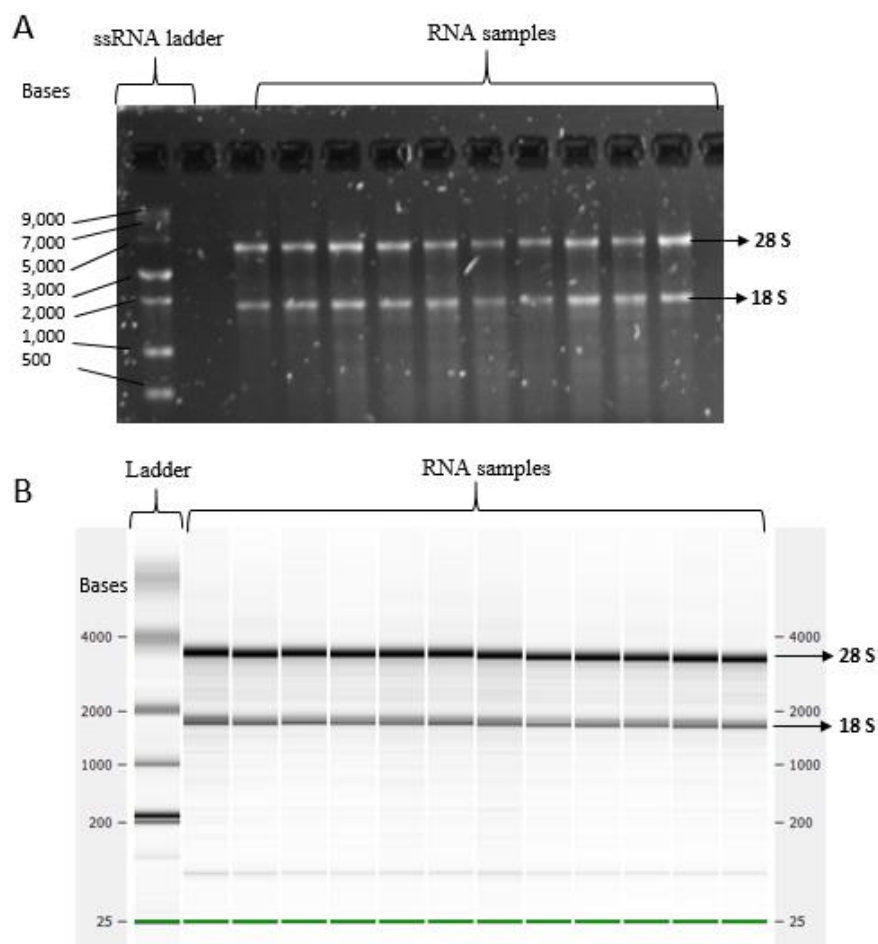 A
ssRNA ladder
RNA samples
Bases
9,000
7,000
5,000
3,000
2,000
1,000
500
28 S
18 S
B
Ladder
RNA samples
Bases
4000
2000
1000
200
25
4000
2000
1000
200
25
28 S
18 S